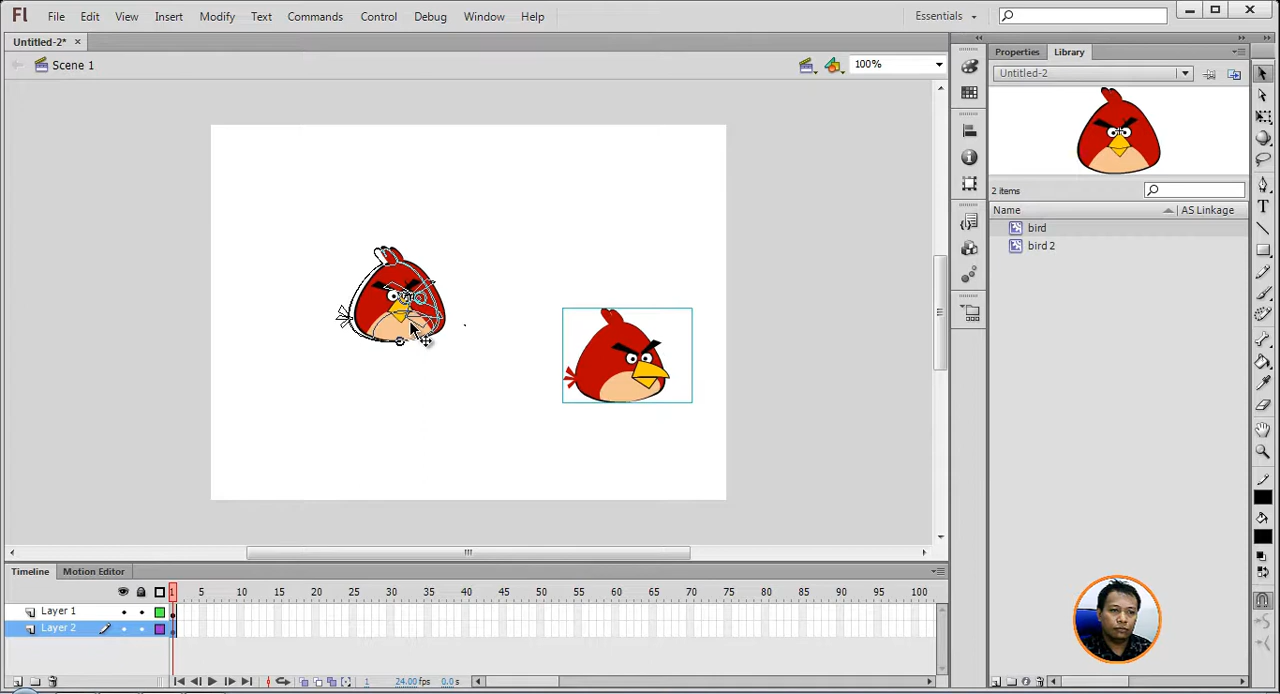 Fl File Edit View Insert Modify Text Commands Control Debug Window Help Essentials
Untitled-2* ×
Scene 1 100%
Properties Library
Untitled-2
2 items
Name AS Linkage
bird
bird 2
Timeline Motion Editor
1 5 10 15 20 25 30 35 40 45 50 55 60 65 70 75 80 85 90 95 100
Layer 1
Layer 2
1 24.00 fps 0.0 s